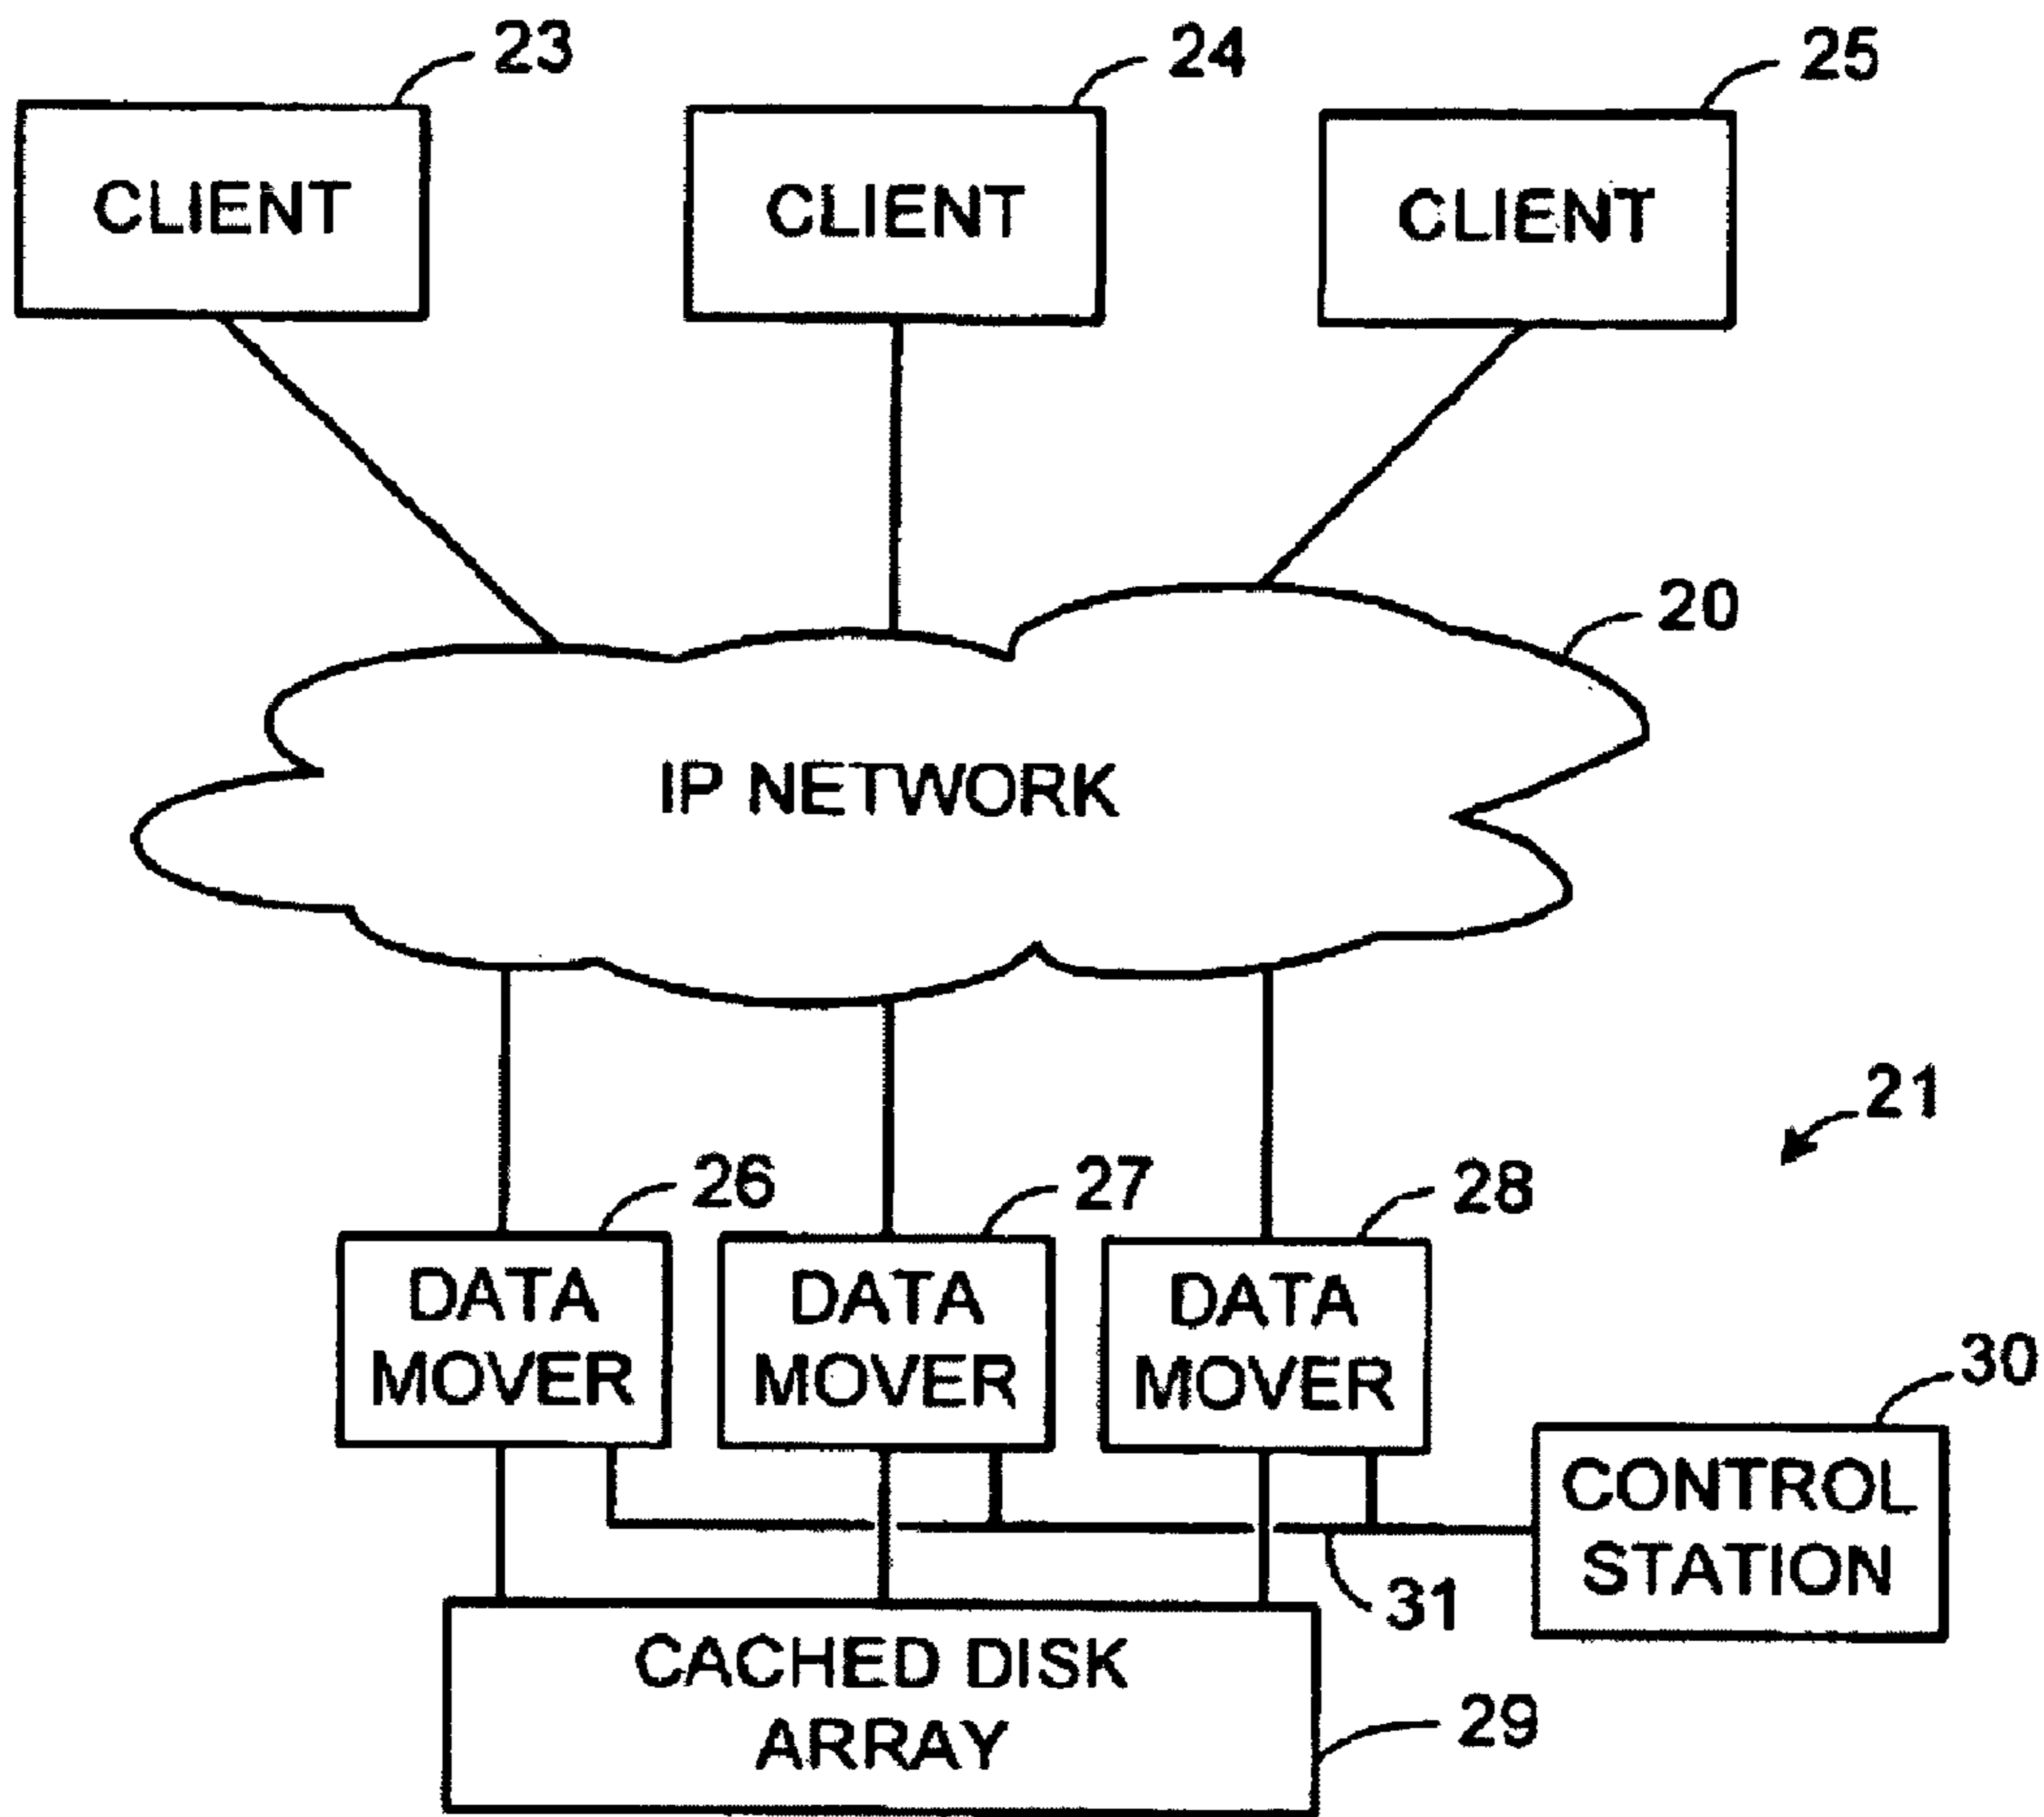 23
24
25
CLIENT
CLIENT
CLIENT
20
IP NETWORK
21
26
27
28
DATA
MOVER
DATA
MOVER
DATA
MOVER
30
CONTROL
STATION
31
CACHED DISK
ARRAY
29